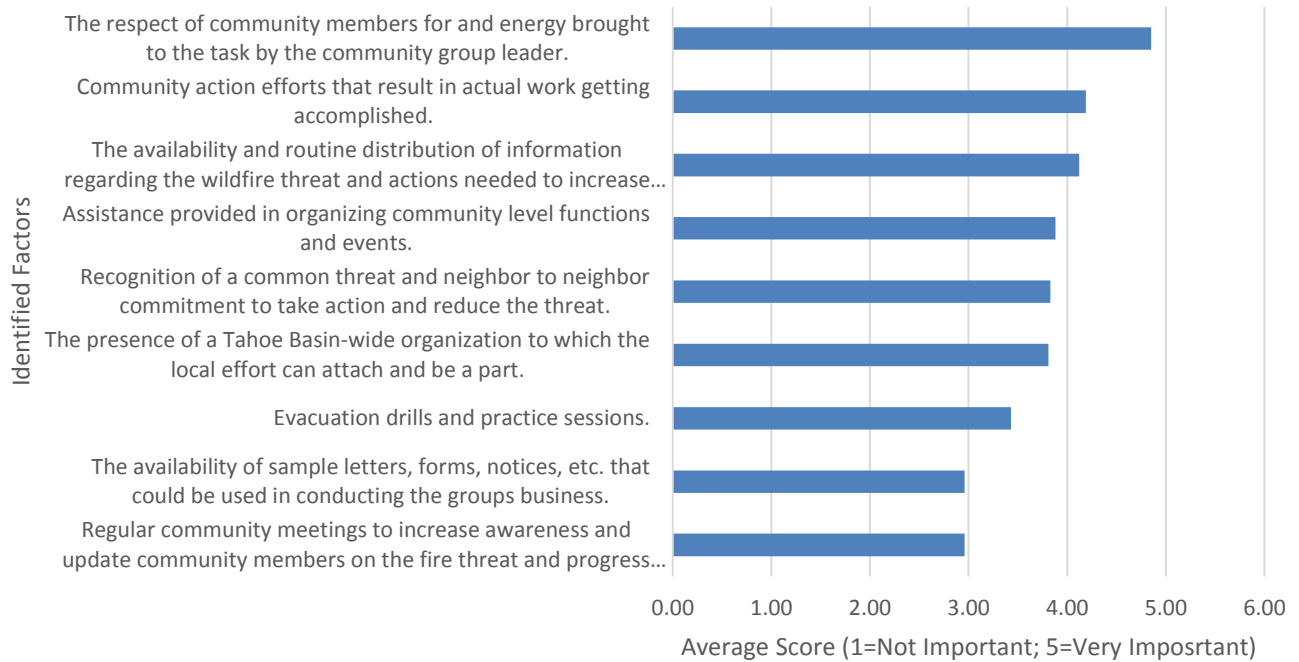 The respect of community members for and energy brought
to the task by the community group leader.
Community action efforts that result in actual work getting
accomplished.
The availability and routine distribution of information
regarding the wildfire threat and actions needed to increase…
Assistance provided in organizing community level functions
and events.
Recognition of a common threat and neighbor to neighbor
commitment to take action and reduce the threat.
The presence of a Tahoe Basin-wide organization to which the
local effort can attach and be a part.
Evacuation drills and practice sessions.
The availability of sample letters, forms, notices, etc. that
could be used in conducting the groups business.
Regular community meetings to increase awareness and
update community members on the fire threat and progress…
Identified Factors
0.00 1.00 2.00 3.00 4.00 5.00 6.00
Average Score (1=Not Important; 5=Very Imposrtant)